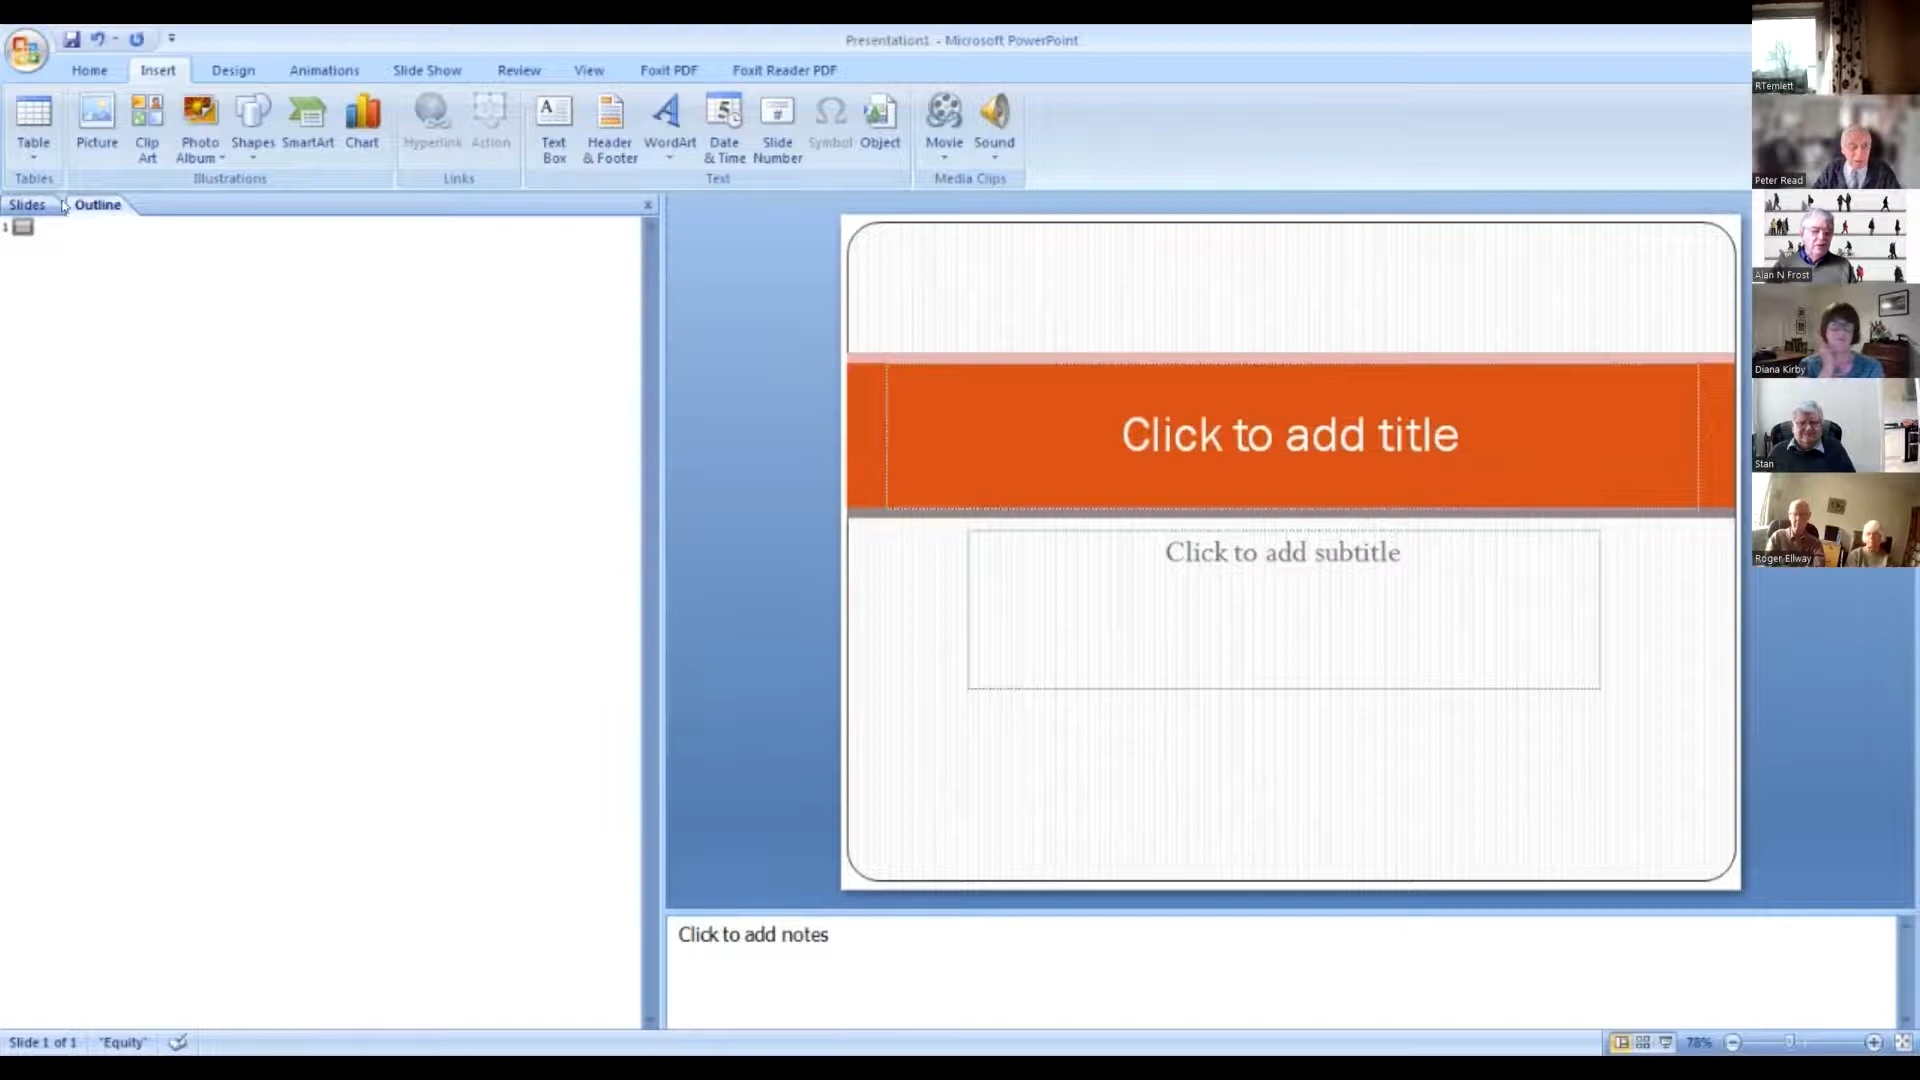 Presentation1 - Microsoft PowerPoint
Home Insert Design Animations Slide Show Review View Foxit PDF Foxit Reader PDF
Table Picture Clip Art Photo Album Shapes SmartArt Chart Hyperlink Action Text Box Header & Footer WordArt Date & Time Slide Number Symbol Object Movie Sound
Tables Illustrations Links Text Media Clips
Slides Outline
1
Click to add title
Click to add subtitle
Click to add notes
Slide 1 of 1 "Equity" 78%
RTemlett
Peter Read
Alan N Frost
Diana Kirby
Stan
Roger Ellway